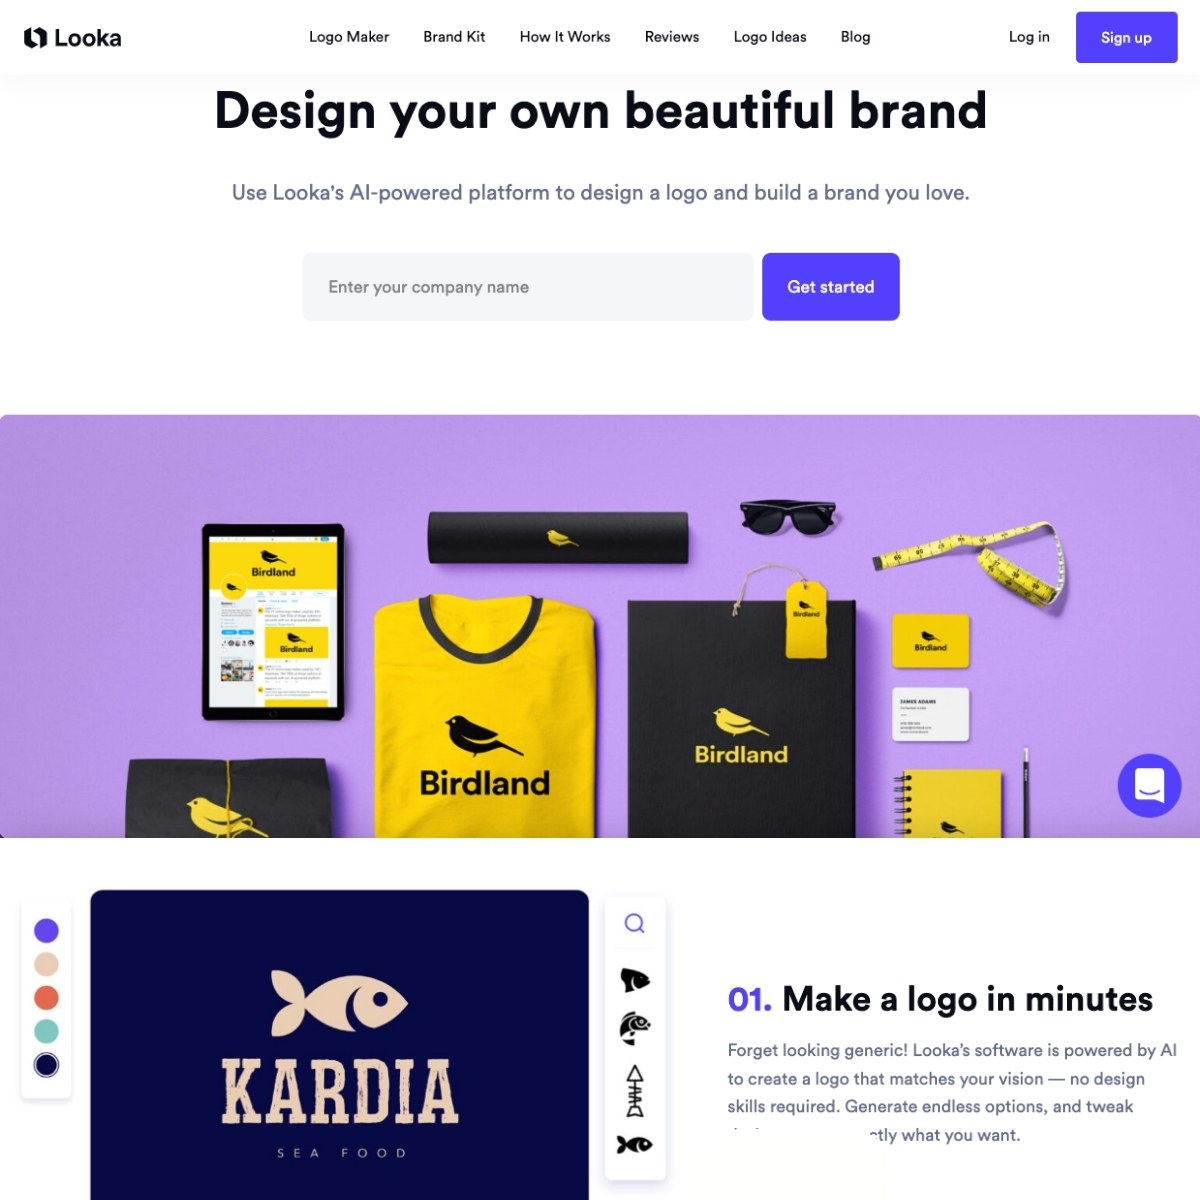 Looka
Logo Maker
Brand Kit
How It Works
Reviews
Logo Ideas
Blog
Log in
Sign up
Design your own beautiful brand
Use Looka's AI-powered platform to design a logo and build a brand you love.
Enter your company name
Get started
Birdland
Birdland
Birdland
Birdland
Birdland
Birdland
JAMES ADAMS
KARDIA
SEA FOOD
01. Make a logo in minutes
Forget looking generic! Looka’s software is powered by AI
to create a logo that matches your vision — no design
skills required. Generate endless options, and tweak
what you want.